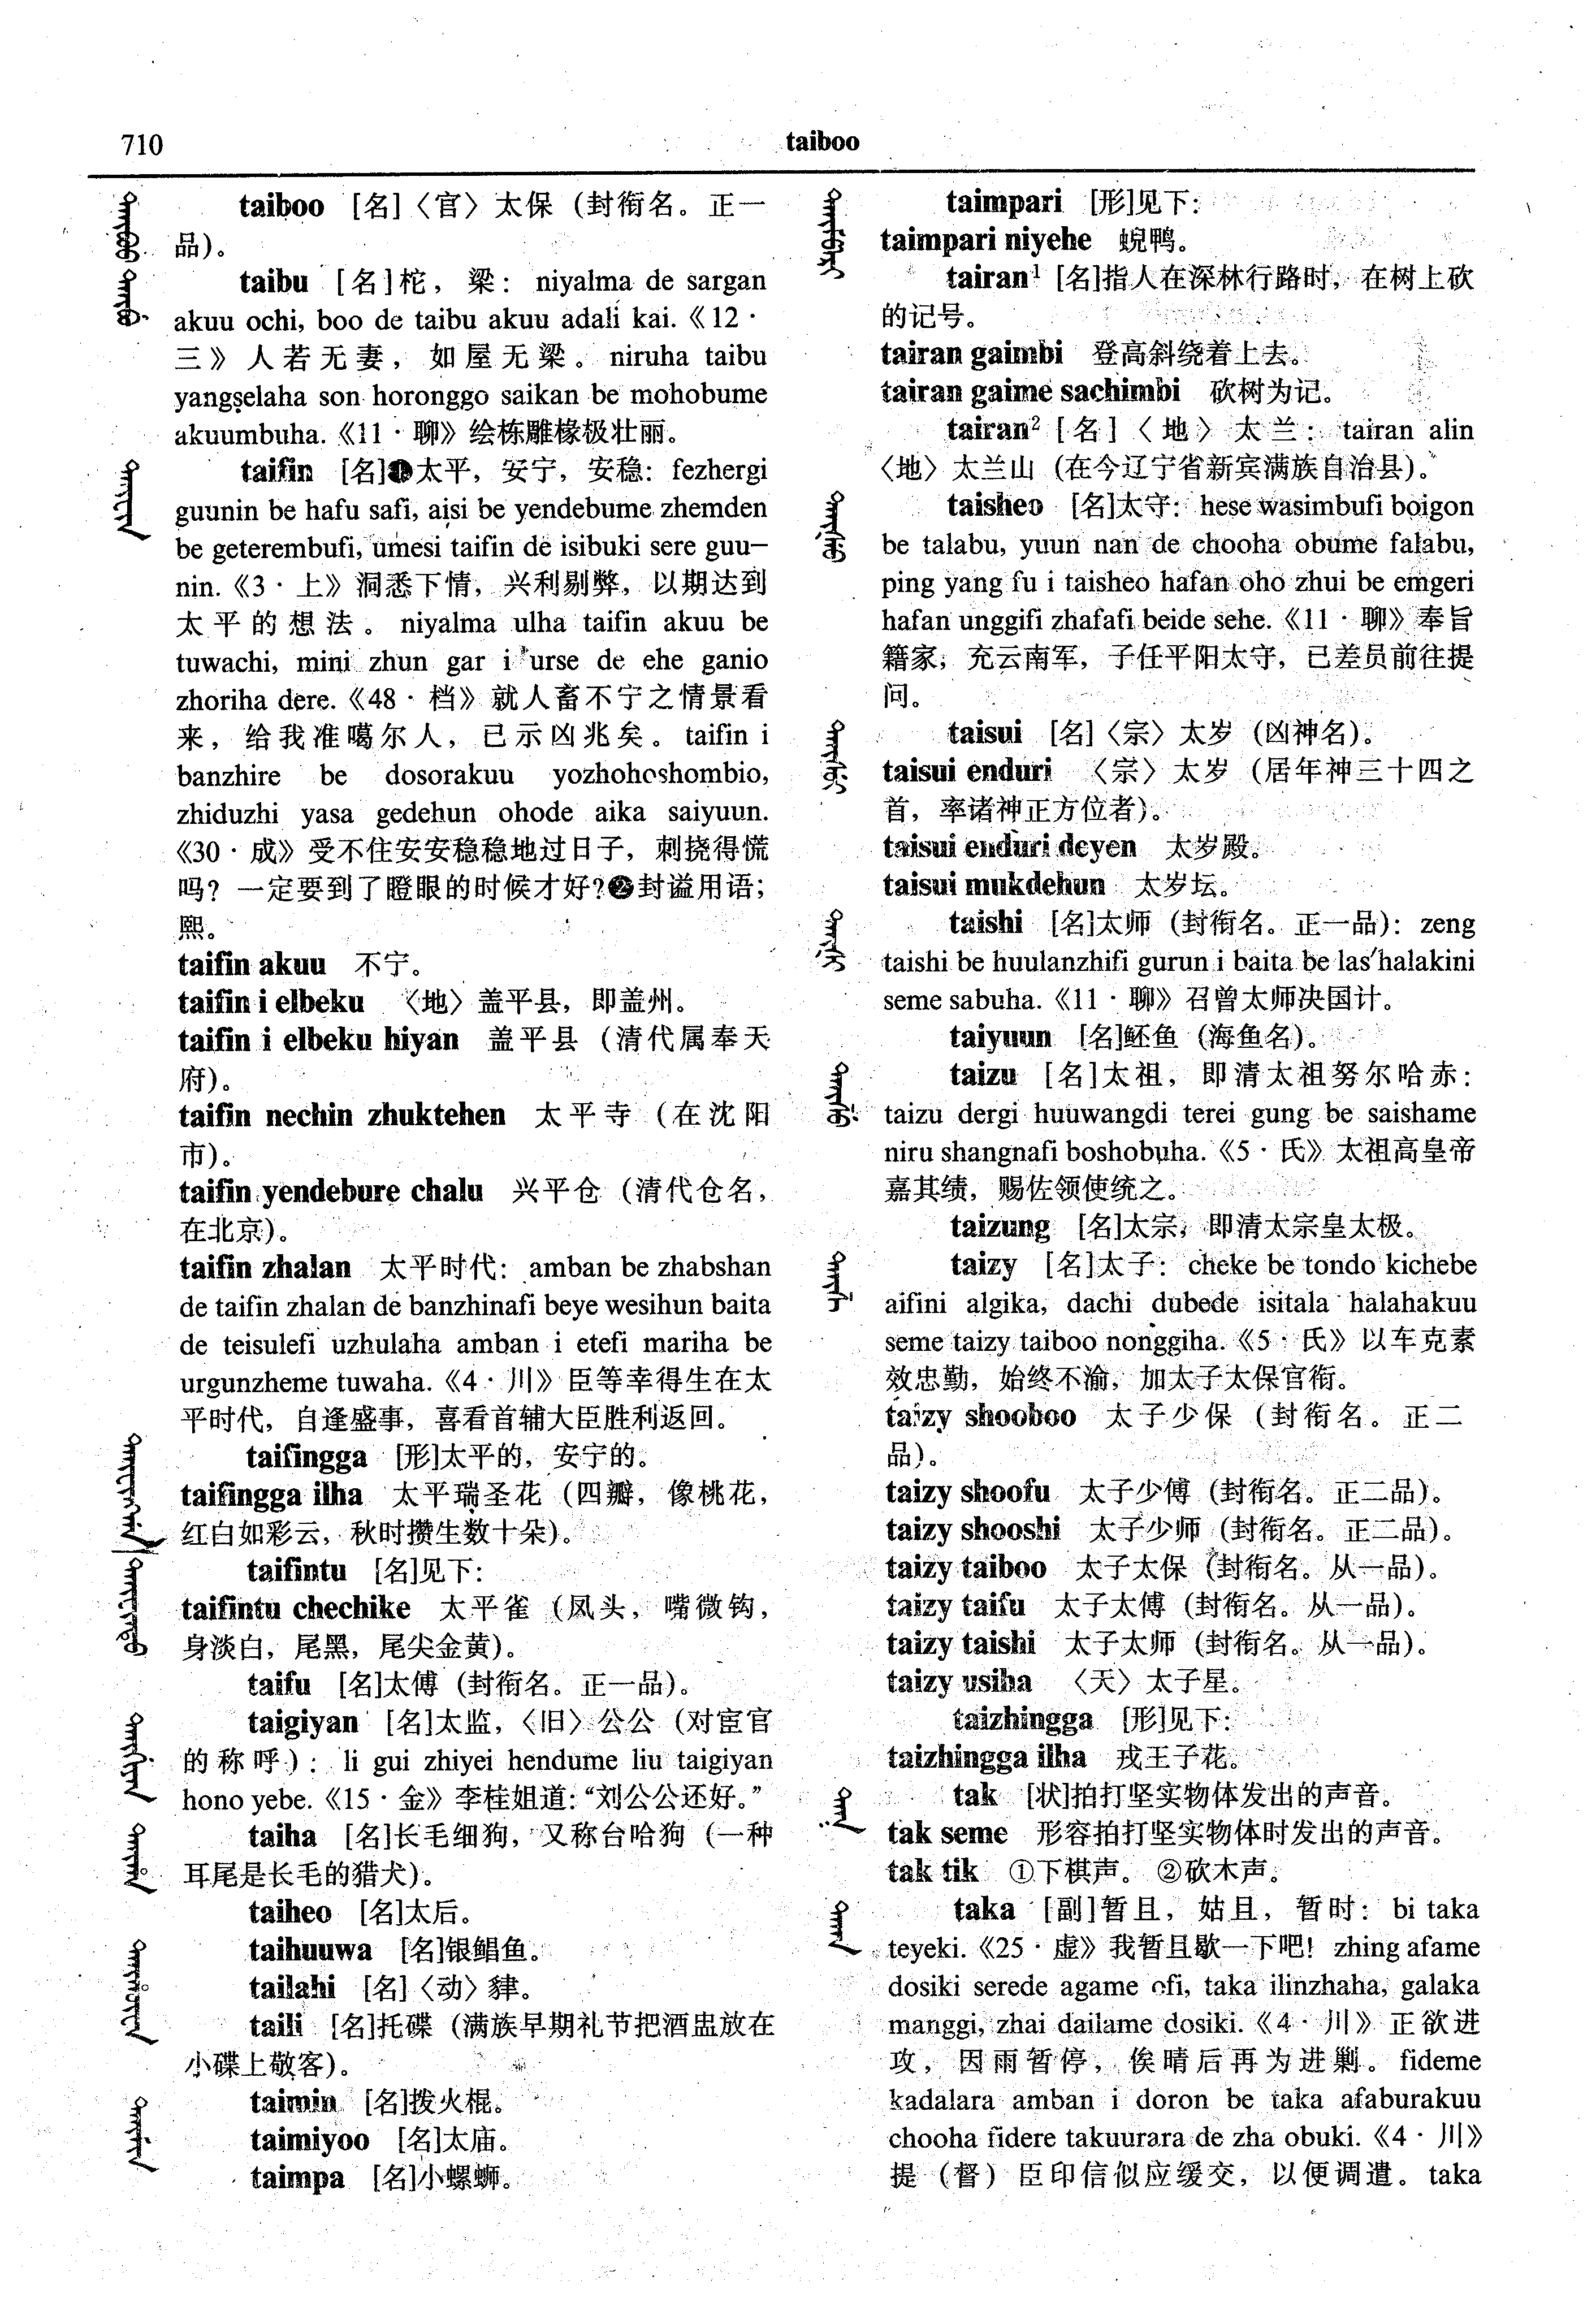 710
taiboo
taiboo [名]〈官〉太保（封衔名。正一
品）。
taibu [名]柁，梁：niyalma de sargan
akuu ochi, boo de taibu akuu adali kai.《12·
三》人若无妻，如屋无梁。niruha taibu
yangselaha son horonggo saikan be mohobume
akuumbuha.《11·聊》绘栋雕椽极壮丽。
taifin [名]❶太平，安宁，安稳：fezhergi
guunin be hafu safi, aisi be yendebume zhemden
be geterembufi, umesi taifin de isibuki sere guu-
nin.《3·上》洞悉下情，兴利剔弊，以期达到
太平的想法。niyalma ulha taifin akuu be
tuwachi, mini zhun gar i urse de ehe ganio
zhoriha dere.《48·档》就人畜不宁之情景看
来，给我准噶尔人，已示凶兆矣。taifin i
banzhire be dosorakuu yozhohoshombio,
zhiduzhi yasa gedehun ohode aika saiyuun.
《30·成》受不住安安稳稳地过日子，刺挠得慌
吗？一定要到了瞪眼的时候才好？❷封谥用语；
熙。
taifin akuu 不宁。
taifin i elbeku 〈地〉盖平县，即盖州。
taifin i elbeku hiyan 盖平县（清代属奉天
府）。
taifin nechin zhuktehen 太平寺（在沈阳
市）。
taifin yendebure chalu 兴平仓（清代仓名，
在北京）。
taifin zhalan 太平时代：amban be zhabshan
de taifin zhalan de banzhinafi beye wesihun baita
de teisulefi uzhulaha amban i etefi mariha be
urgunzheme tuwaha.《4·川》臣等幸得生在太
平时代，自逢盛事，喜看首辅大臣胜利返回。
taifingga [形]太平的，安宁的。
taifingga ilha 太平瑞圣花（四瓣，像桃花，
红白如彩云，秋时攒生数十朵）。
taifintu [名]见下：
taifintu chechike 太平雀（凤头，嘴微钩，
身淡白，尾黑，尾尖金黄）。
taifu [名]太傅（封衔名。正一品）。
taigiyan [名]太监，〈旧〉公公（对宦官
的称呼）：li gui zhiyei hendume liu taigiyan
hono yebe.《15·金》李桂姐道：“刘公公还好。”
taiha [名]长毛细狗，又称台哈狗（一种
耳尾是长毛的猎犬）。
taiheo [名]太后。
taihuuwa [名]银鲳鱼。
tailahi [名]〈动〉貄。
taili [名]托碟（满族早期礼节把酒盅放在
小碟上敬客）。
taimin [名]拨火棍。
taimiyoo [名]太庙。
taimpa [名]小螺蛳。
taimpari [形]见下：
taimpari niyehe 蚬鸭。
tairan¹ [名]指人在深林行路时，在树上砍
的记号。
tairan gaimbi 登高斜绕着上去。
tairan gaime sachimbi 砍树为记。
tairan² [名]〈地〉太兰：tairan alin
〈地〉太兰山（在今辽宁省新宾满族自治县）。
taisheo [名]太守：hese wasimbufi boigon
be talabu, yuun nan de chooha obume falabu,
ping yang fu i taisheo hafan oho zhui be emgeri
hafan unggifi zhafafi beide sehe.《11·聊》奉旨
籍家，充云南军，子任平阳太守，已差员前往提
问。
taisui [名]〈宗〉太岁（凶神名）。
taisui enduri 〈宗〉太岁（居年神三十四之
首，率诸神正方位者）。
taisui enduri deyen 太岁殿。
taisui mukdehun 太岁坛。
taishi [名]太师（封衔名。正一品）：zeng
taishi be huulanzhifi gurun i baita be las'halakini
seme sabuha.《11·聊》召曾太师决国计。
taiyuun [名]魾鱼（海鱼名）。
taizu [名]太祖，即清太祖努尔哈赤：
taizu dergi huuwangdi terei gung be saishame
niru shangnafi boshobuha.《5·氏》太祖高皇帝
嘉其绩，赐佐领使统之。
taizung [名]太宗，即清太宗皇太极。
taizy [名]太子：cheke be tondo kichebe
aifini algika, dachi dubede isitala halahakuu
seme taizy taiboo nonggiha.《5·氏》以车克素
效忠勤，始终不渝，加太子太保官衔。
taizy shooboo 太子少保（封衔名。正二
品）。
taizy shoofu 太子少傅（封衔名。正二品）。
taizy shooshi 太子少师（封衔名。正二品）。
taizy taiboo 太子太保（封衔名。从一品）。
taizy taifu 太子太傅（封衔名。从一品）。
taizy taishi 太子太师（封衔名。从一品）。
taizy usiha 〈天〉太子星。
taizhingga [形]见下：
taizhingga ilha 戎王子花。
tak [状]拍打坚实物体发出的声音。
tak seme 形容拍打坚实物体时发出的声音。
tak tik ①下棋声。②砍木声。
taka [副]暂且，姑且，暂时：bi taka
teyeki.《25·虚》我暂且歇一下吧！zhing afame
dosiki serede agame ofi, taka ilinzhaha, galaka
manggi, zhai dailame dosiki.《4·川》正欲进
攻，因雨暂停，俟晴后再为进剿。fideme
kadalara amban i doron be taka afaburakuu
chooha fidere takuurara de zha obuki.《4·川》
提（督）臣印信似应缓交，以便调遣。taka